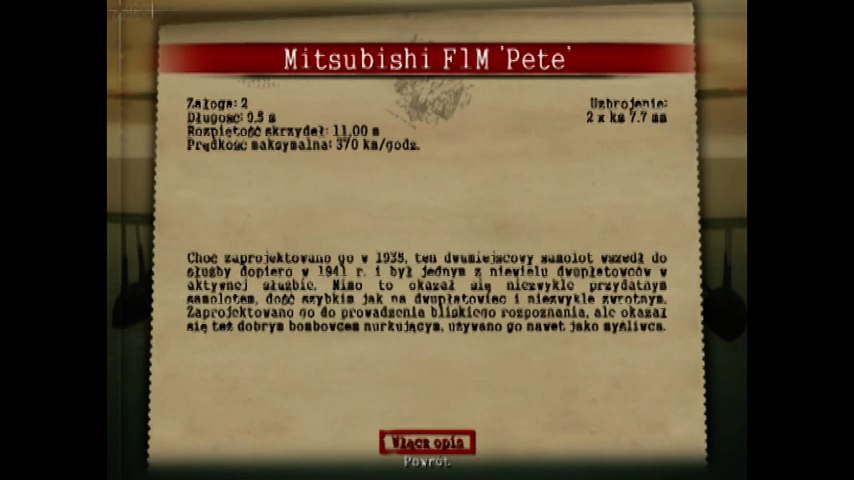 Mitsubishi F1M 'Pete'
Załoga: 2
Uzbrojenie:
Długość: 9.5 m
2 x km 7.7 mm
Rozpiętość skrzydeł: 11,00 m
Prędkość maksymalna: 370 km/godz.
Choć zaprojektowano go w 1935, ten dwumiejscowy samolot wszedł do
służby dopiero w 1941 r. i był jednym z niewielu dwupłatowców w
aktywnej służbie. Mimo to okazał się niezwykle przydatnym
samolotem, dość szybkim jak na dwupłatowiec i niezwykle zwrotnym.
Zaprojektowano go do prowadzenia bliskiego rozpoznania, ale okazał
się też dobrym bombowcem nurkującym, używano go nawet jako myśliwca.
Włącz opis
Powrót